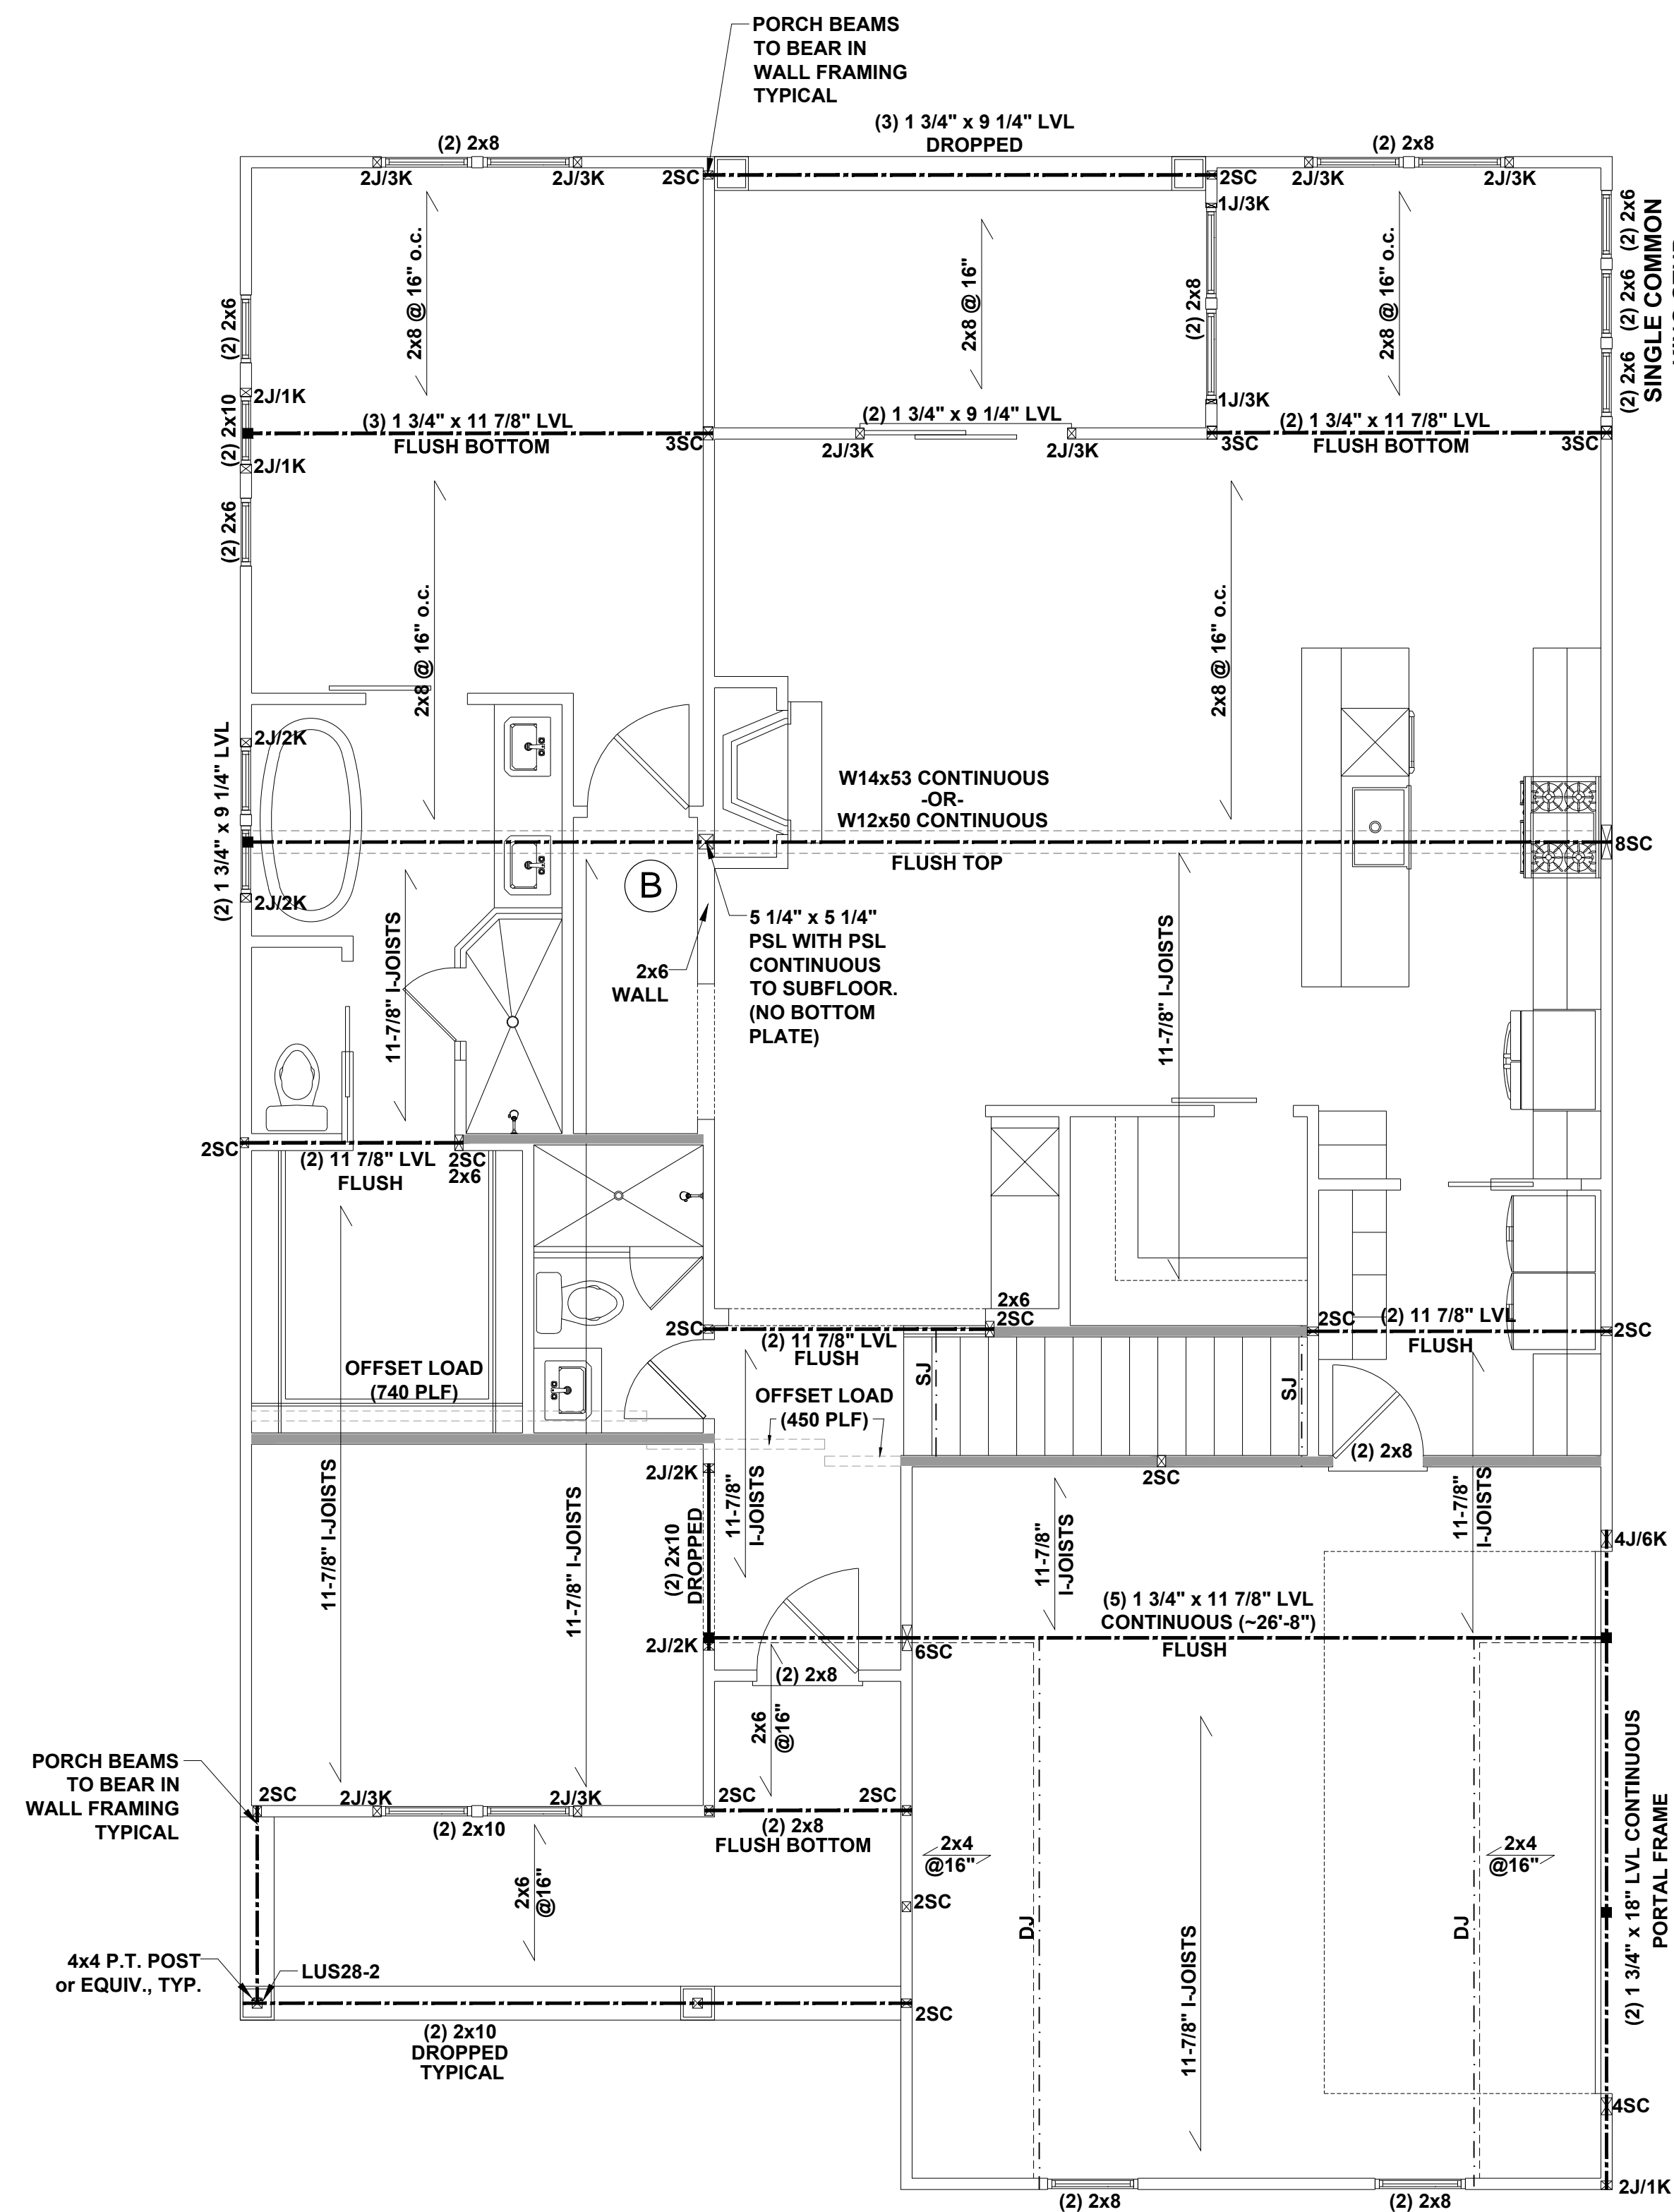 PORCH BEAMS
TO BEAR IN
WALL FRAMING
TYPICAL
(3) 1 3/4" x 9 1/4" LVL
DROPPED
(2) 2x8
(2) 2x8
2J/3K
2J/3K
2SC
2SC
2J/3K
2J/3K
1J/3K
(2) 2x6
(2) 2x6
(2) 2x6
SINGLE COMMON
2x8 @ 16" o.c.
2x8 @ 16"
(2) 2x8
2x8 @ 16" o.c.
(2) 2x6
2J/1K
(2) 2x10
2J/1K
(2) 2x6
(3) 1 3/4" x 11 7/8" LVL
FLUSH BOTTOM
3SC
(2) 1 3/4" x 9 1/4" LVL
2J/3K
2J/3K
1J/3K
3SC
(2) 1 3/4" x 11 7/8" LVL
FLUSH BOTTOM
3SC
2x8 @ 16" o.c.
2x8 @ 16" o.c.
2J/2K
(2) 1 3/4" x 9 1/4" LVL
2J/2K
W14x53 CONTINUOUS
-OR-
W12x50 CONTINUOUS
FLUSH TOP
8SC
B
5 1/4" x 5 1/4"
PSL WITH PSL
CONTINUOUS
TO SUBFLOOR.
(NO BOTTOM
PLATE)
2x6
WALL
11-7/8" I-JOISTS
11-7/8" I-JOISTS
2SC
(2) 11 7/8" LVL
FLUSH
2SC
2x6
2SC
(2) 11 7/8" LVL
FLUSH
2x6
2SC
2SC
(2) 11 7/8" LVL
FLUSH
2SC
OFFSET LOAD
(740 PLF)
OFFSET LOAD
(450 PLF)
SJ
SJ
(2) 2x8
2SC
2J/2K
(2) 2x10
DROPPED
2J/2K
11-7/8"
I-JOISTS
11-7/8" I-JOISTS
11-7/8" I-JOISTS
11-7/8"
I-JOISTS
11-7/8"
I-JOISTS
4J/6K
(5) 1 3/4" x 11 7/8" LVL
CONTINUOUS (~26'-8")
FLUSH
6SC
(2) 2x8
2x6
@16"
2SC
2SC
(2) 2x8
FLUSH BOTTOM
PORCH BEAMS
TO BEAR IN
WALL FRAMING
TYPICAL
2SC
2J/3K
2J/3K
(2) 2x10
2x6
@16"
2x4
@16"
2x4
@16"
2SC
DJ
DJ
11-7/8" I-JOISTS
(2) 1 3/4" x 18" LVL CONTINUOUS
PORTAL FRAME
4x4 P.T. POST
or EQUIV., TYP.
LUS28-2
2SC
(2) 2x10
DROPPED
TYPICAL
4SC
2J/1K
(2) 2x8
(2) 2x8